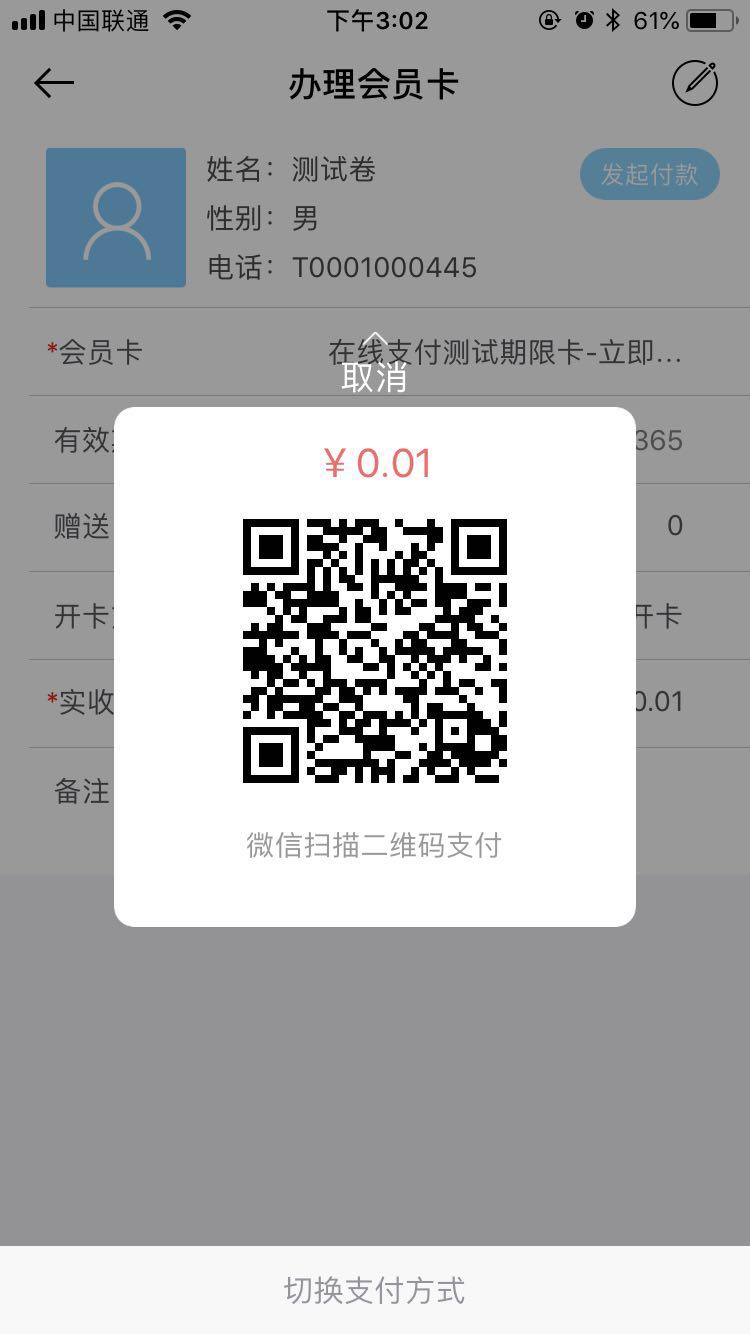 中国联通 下午3:02 61%
办理会员卡
姓名：测试卷
发起付款
性别：男
电话：T0001000445
*会员卡 在线支付测试期限卡-立即...
取消
有效 365
¥ 0.01
赠送 0
开卡 开卡
*实收 0.01
备注
微信扫描二维码支付
切换支付方式